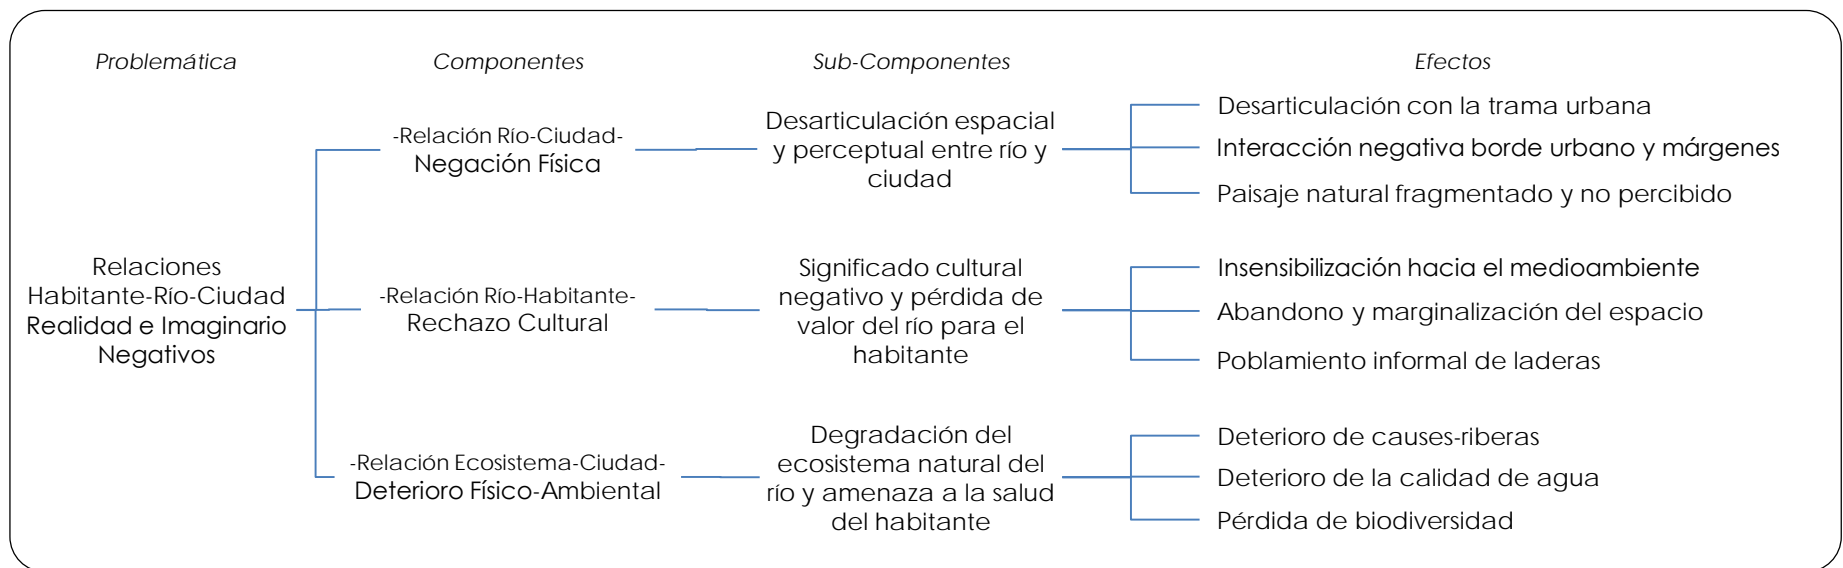 Problemática
Componentes
Sub-Componentes
Efectos
Relaciones
Habitante-Río-Ciudad
Realidad e Imaginario
Negativos
-Relación Río-Ciudad-
Negación Física
Desarticulación espacial
y perceptual entre río y
ciudad
Desarticulación con la trama urbana
Interacción negativa borde urbano y márgenes
Paisaje natural fragmentado y no percibido
-Relación Río-Habitante-
Rechazo Cultural
Significado cultural
negativo y pérdida de
valor del río para el
habitante
Insensibilización hacia el medioambiente
Abandono y marginalización del espacio
Poblamiento informal de laderas
-Relación Ecosistema-Ciudad-
Deterioro Físico-Ambiental
Degradación del
ecosistema natural del
río y amenaza a la salud
del habitante
Deterioro de causes-riberas
Deterioro de la calidad de agua
Pérdida de biodiversidad